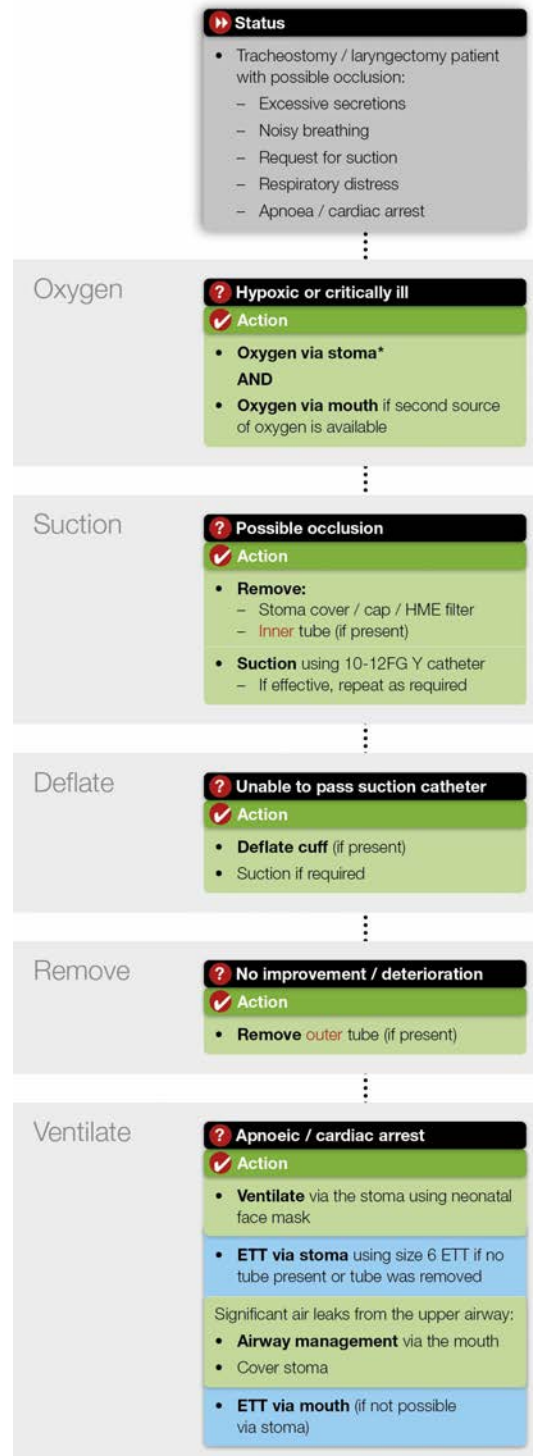 Status
• Tracheostomy / laryngectomy patient
with possible occlusion:
– Excessive secretions
– Noisy breathing
– Request for suction
– Respiratory distress
– Apnoea / cardiac arrest
Oxygen
? Hypoxic or critically ill
Action
• Oxygen via stoma*
AND
• Oxygen via mouth if second source
of oxygen is available
Suction
? Possible occlusion
Action
• Remove:
– Stoma cover / cap / HME filter
– Inner tube (if present)
• Suction using 10-12FG Y catheter
– If effective, repeat as required
Deflate
? Unable to pass suction catheter
Action
• Deflate cuff (if present)
• Suction if required
Remove
? No improvement / deterioration
Action
• Remove outer tube (if present)
Ventilate
? Apnoeic / cardiac arrest
Action
• Ventilate via the stoma using neonatal
face mask
• ETT via stoma using size 6 ETT if no
tube present or tube was removed
Significant air leaks from the upper airway:
• Airway management via the mouth
• Cover stoma
• ETT via mouth (if not possible
via stoma)